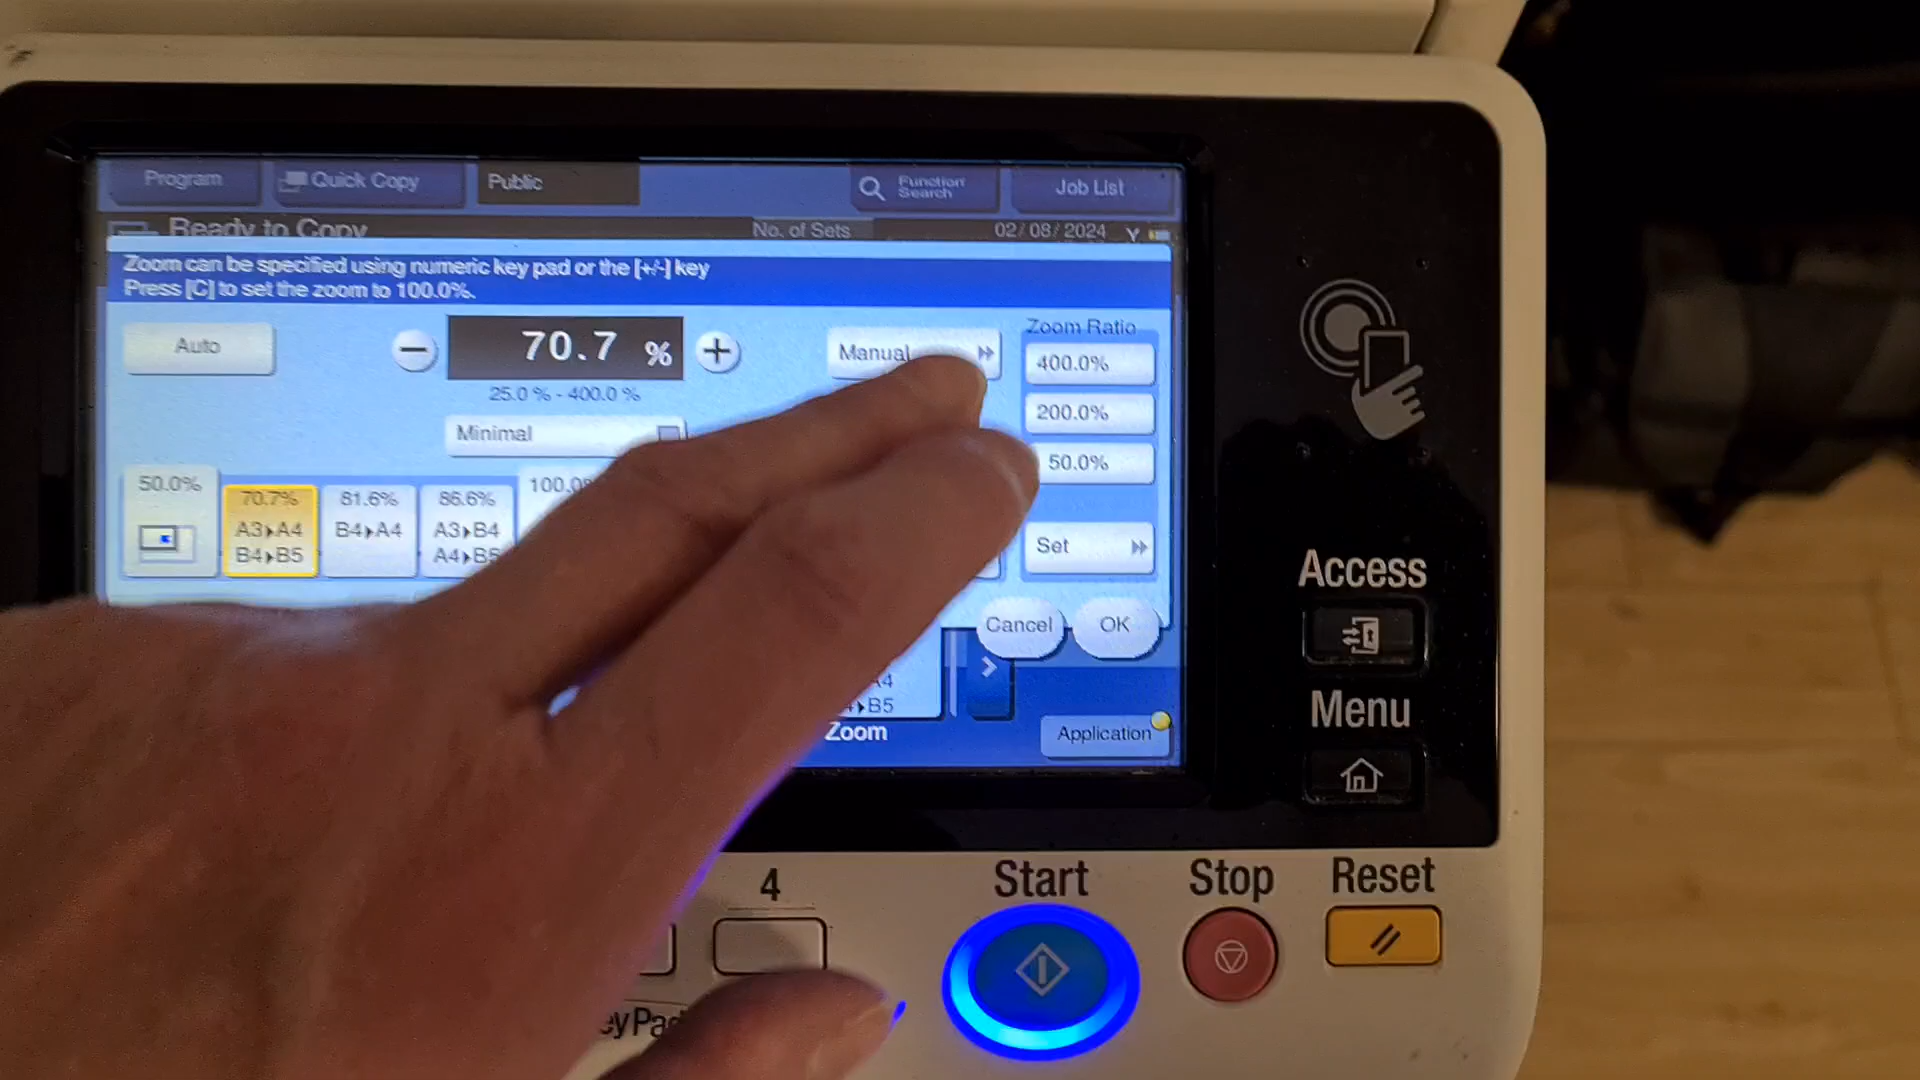 Program
Quick Copy
Public
Function Search
Job List
Ready to Copy
No. of Sets
02/08/2024
Zoom can be specified using numeric key pad or the [+/-] key
Press [C] to set the zoom to 100.0%.
Auto
−
70.7 %
+
Manual
Zoom Ratio
400.0%
25.0 % - 400.0 %
200.0%
Minimal
50.0%
50.0%
70.7%
A3▸A4
B4▸B5
81.6%
B4▸A4
86.6%
A3▸B4
A4▸B5
Set
Cancel
OK
A4
▸B5
Zoom
Application
Access
Menu
4
Start
Stop
Reset